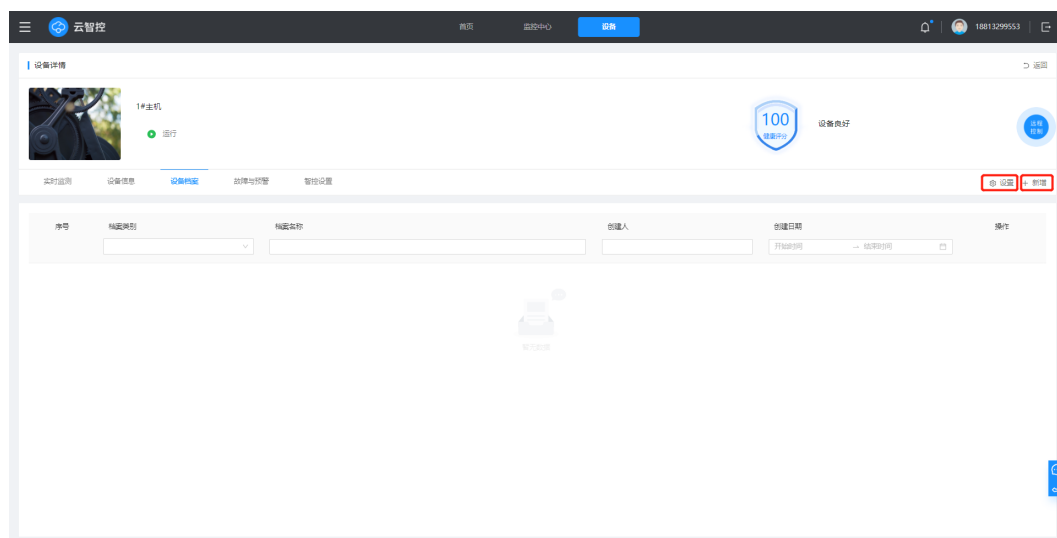 云智控
首页 监控中心 设备 18813299553
设备详情 返回
1#主机
运行
100
健康评分
设备良好
远程
控制
实时监测 设备信息 设备档案 故障与预警 智控设置 设置 + 新增
序号 档案类别 档案名称 创建人 创建日期 操作
开始时间 → 结束时间
暂无数据